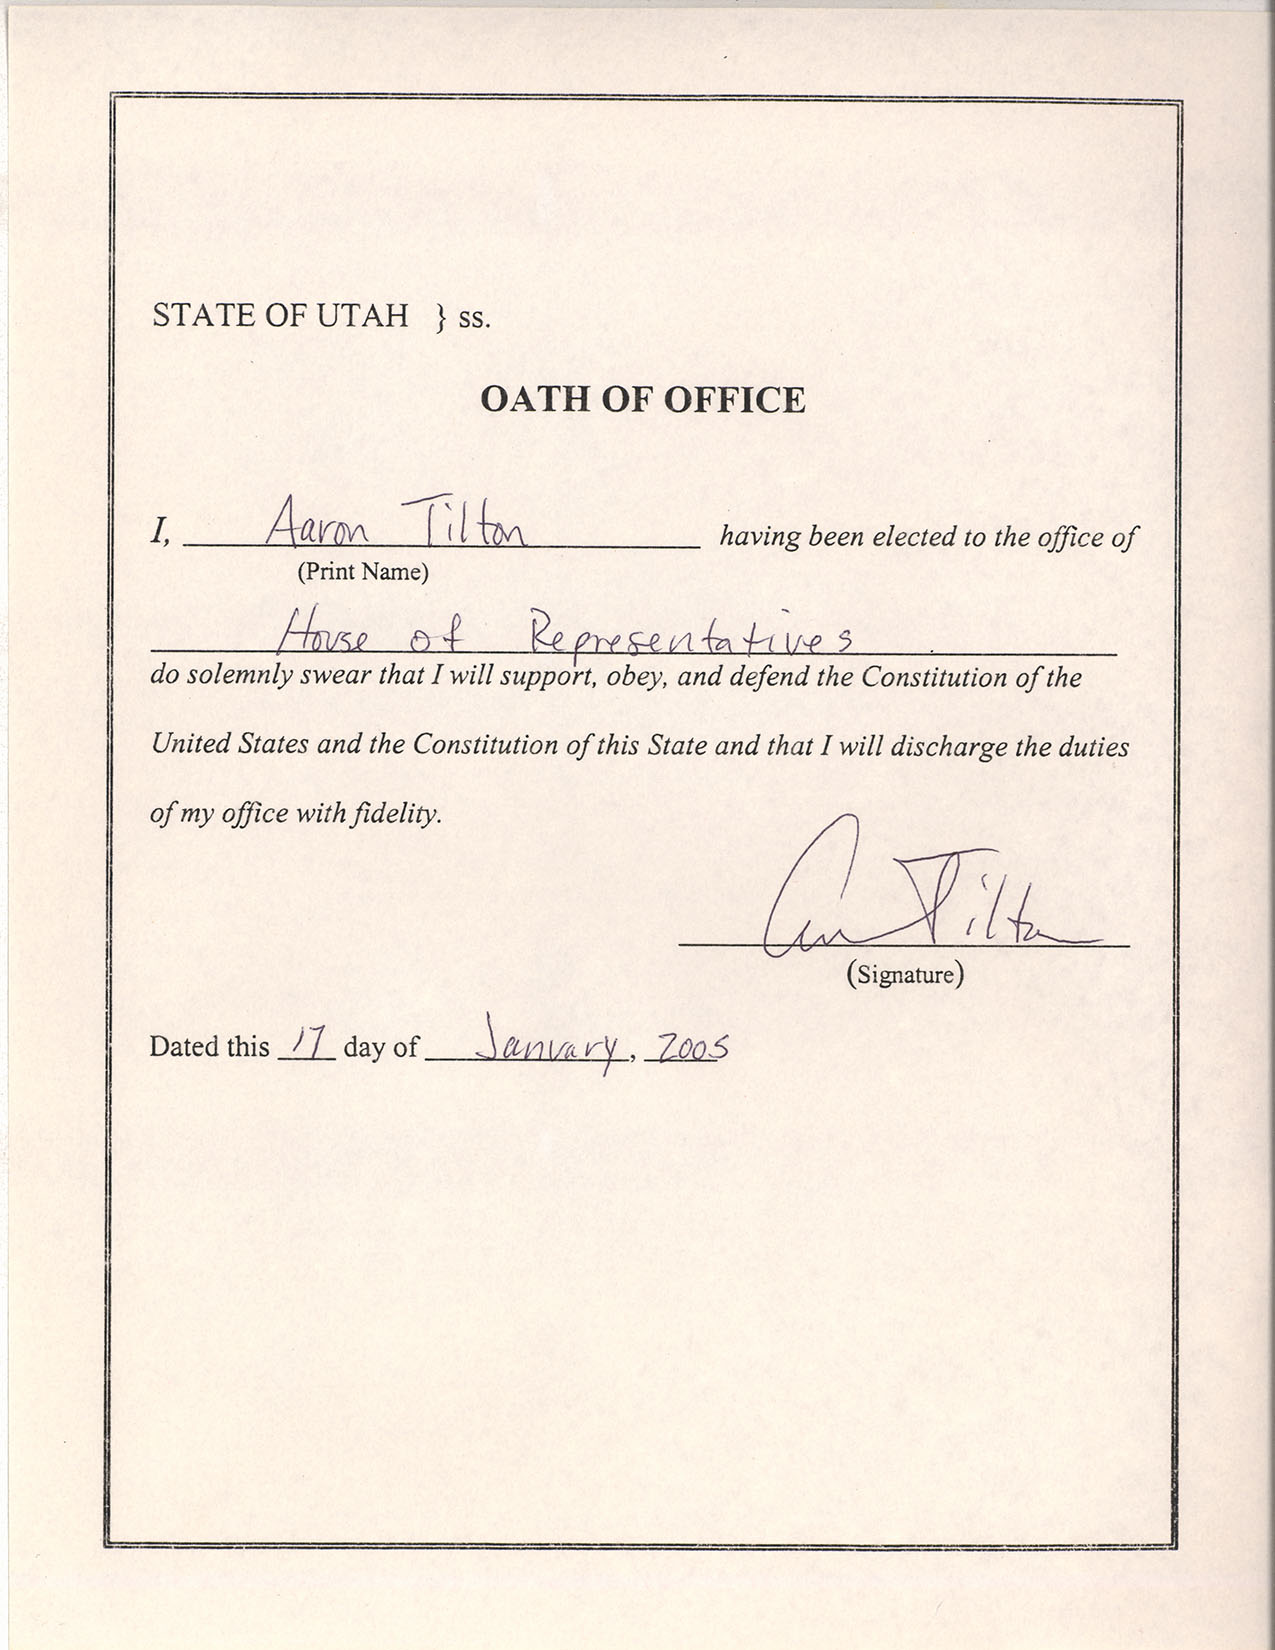 STATE OF UTAH } ss.
OATH OF OFFICE
I, Aaron Tilton having been elected to the office of
(Print Name)
House of Representatives
do solemnly swear that I will support, obey, and defend the Constitution of the
United States and the Constitution of this State and that I will discharge the duties
of my office with fidelity.
Aaron Tilton
(Signature)
Dated this 17 day of January, 2005